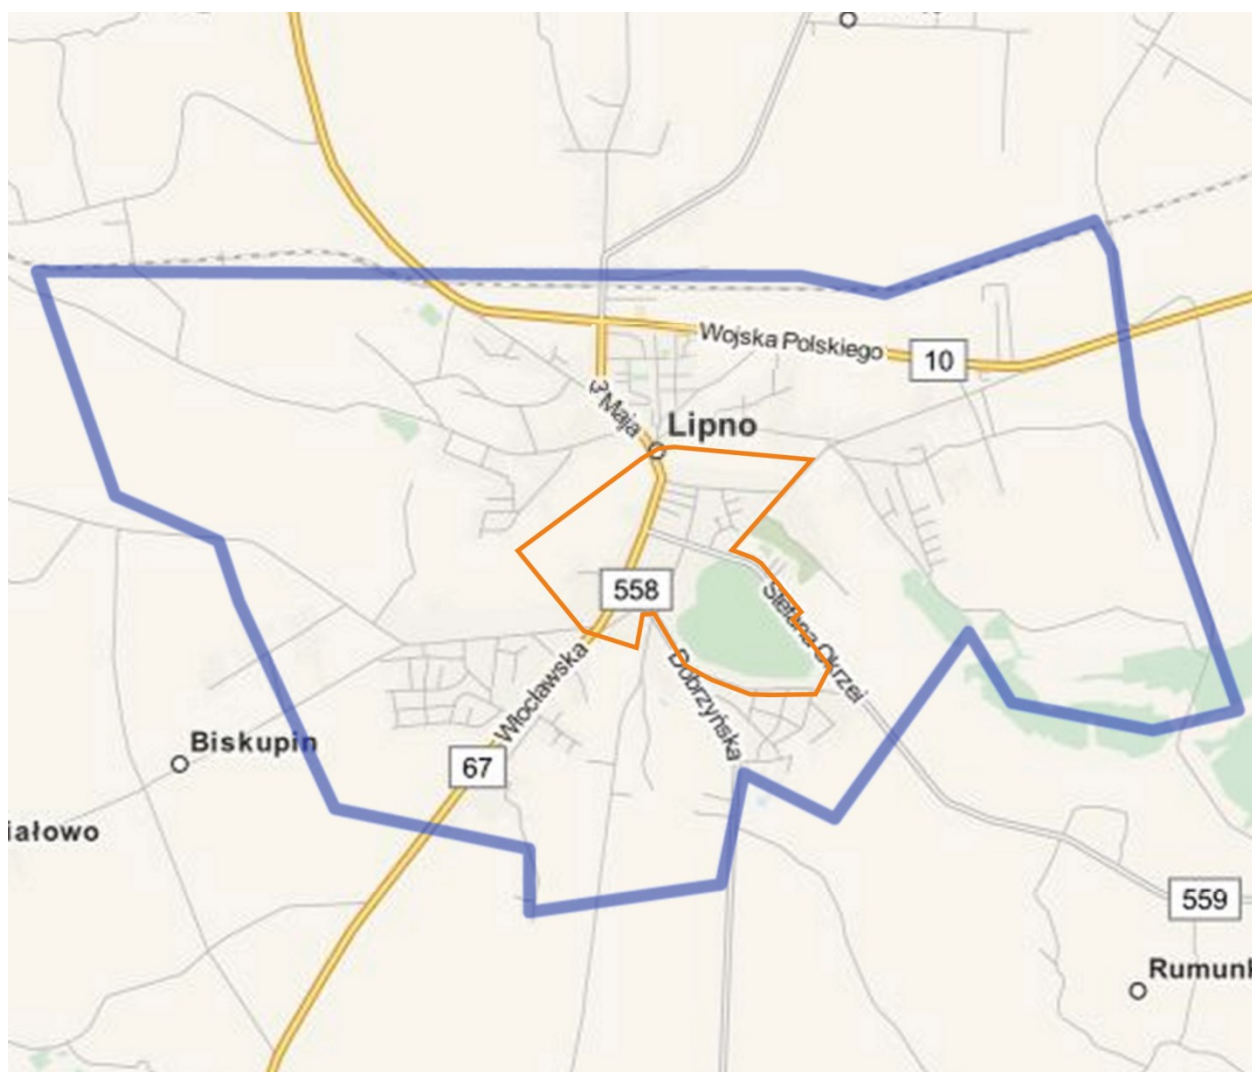 Wojska Polskiego
10
3 Maja
Lipno
558
Stefana Okrzei
Włocławska
Dobrzyńska
Biskupin
67
iałowo
559
Rumunk